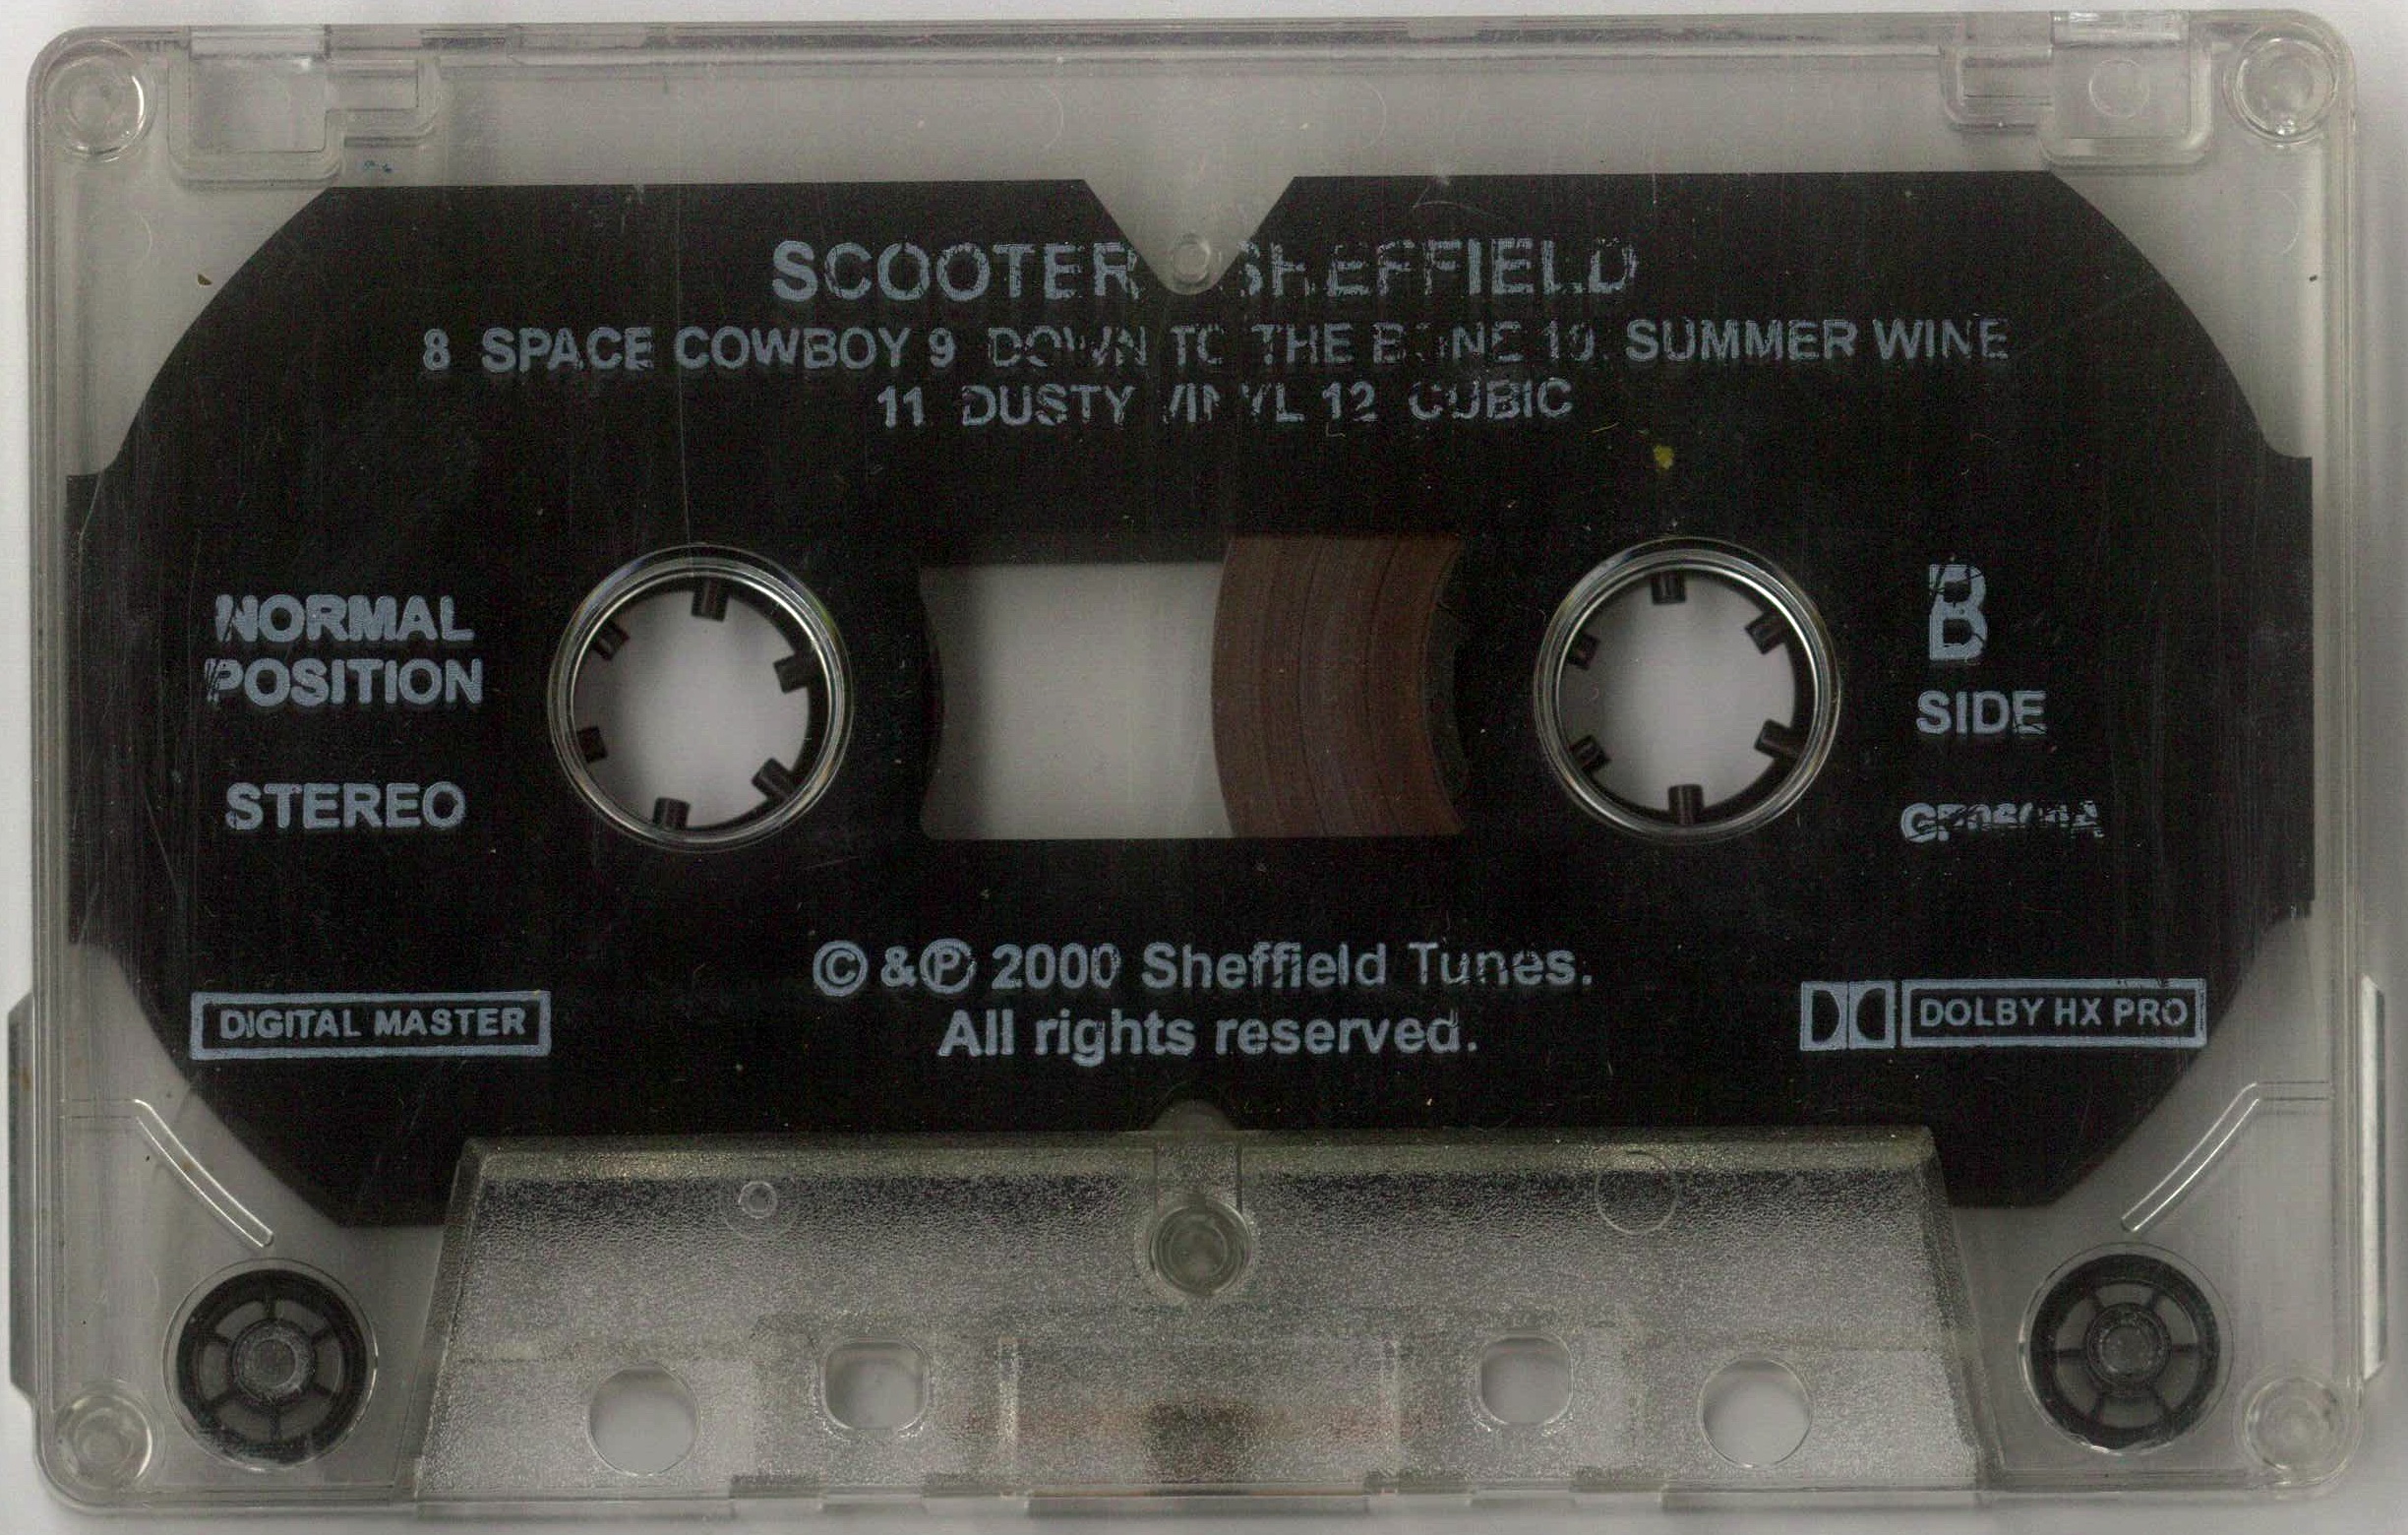 SCOOTER SHEFFIELD
8 SPACE COWBOY 9 DOWN TO THE BONE 10. SUMMER WINE
11 DUSTY VINYL 12 CUBIC
NORMAL
POSITION
STEREO
B
SIDE
© &℗ 2000 Sheffield Tunes.
All rights reserved.
DIGITAL MASTER
DOLBY HX PRO